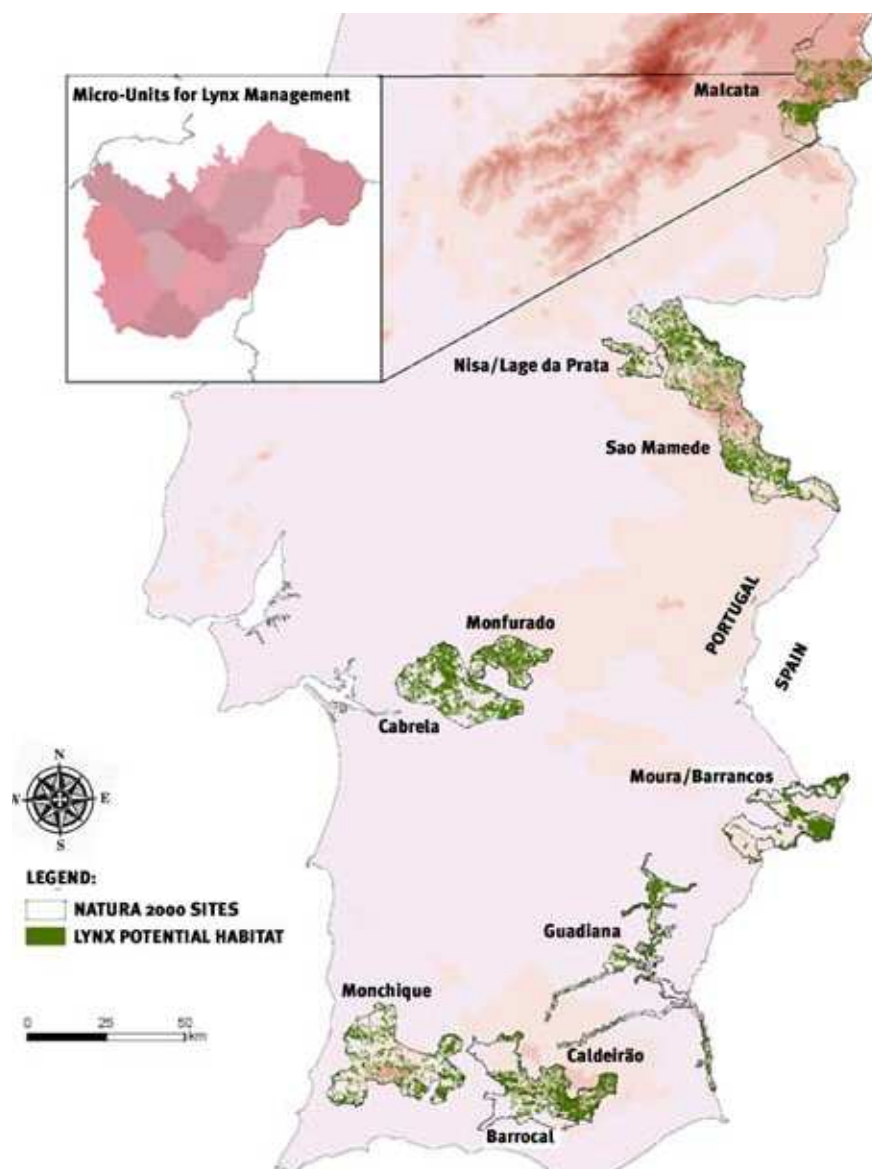 Micro-Units for Lynx Management
Malcata
Nisa/Lage da Prata
Sao Mamede
PORTUGAL
SPAIN
Monfurado
Cabrela
Moura/Barrancos
N
W
E
S
LEGEND:
NATURA 2000 SITES
LYNX POTENTIAL HABITAT
Guadiana
Monchique
0 25 50
km
Caldeirão
Barrocal